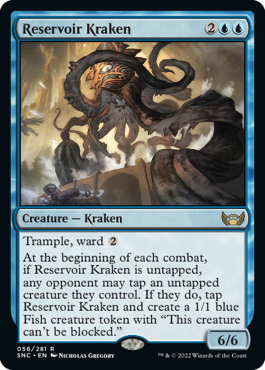 Reservoir Kraken 2
Creature — Kraken
Trample, ward 2
At the beginning of each combat,
if Reservoir Kraken is untapped,
any opponent may tap an untapped
creature they control. If they do, tap
Reservoir Kraken and create a 1/1 blue
Fish creature token with “This creature
can’t be blocked.”
6/6
056/281 R
SNC • EN Nicholas Gregory
™ & © 2022 Wizards of the Coast